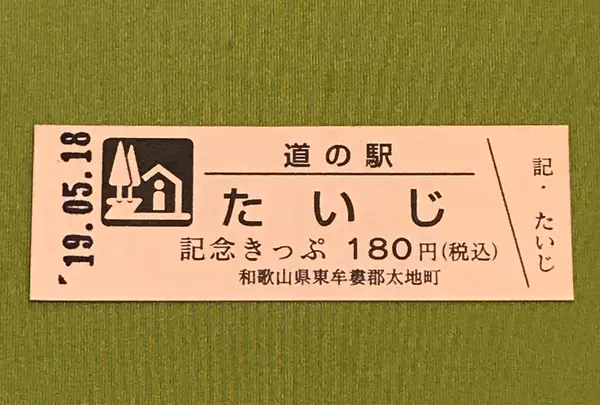 '19.05.18
道の駅
たいじ
記念きっぷ 180円(税込)
和歌山県東牟婁郡太地町
記・たいじ